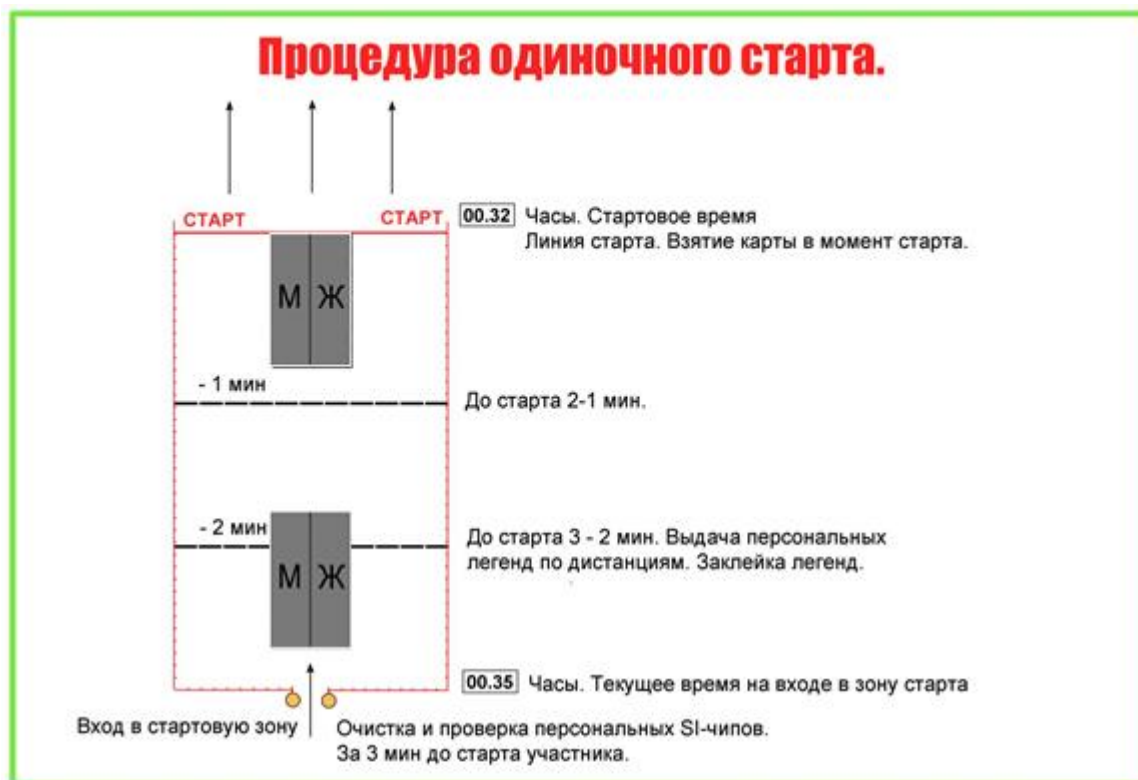 Процедура одиночного старта.
СТАРТ
СТАРТ
00.32 Часы. Стартовое время
Линия старта. Взятие карты в момент старта.
М Ж
- 1 мин
До старта 2-1 мин.
- 2 мин
До старта 3 - 2 мин. Выдача персональных
легенд по дистанциям. Заклейка легенд.
М Ж
00.35 Часы. Текущее время на входе в зону старта
Вход в стартовую зону
Очистка и проверка персональных SI-чипов.
За 3 мин до старта участника.